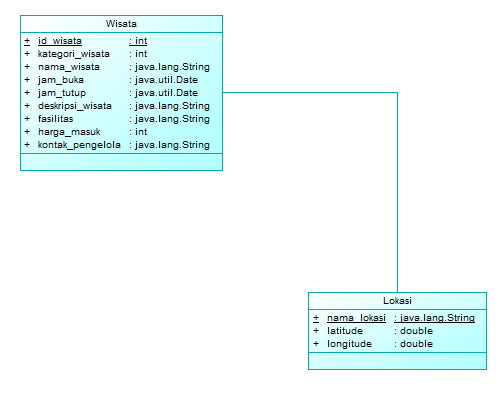 Wisata
+ id_wisata : int
+ kategori_wisata : int
+ nama_wisata : java.lang.String
+ jam_buka : java.util.Date
+ jam_tutup : java.util.Date
+ deskripsi_wisata : java.lang.String
+ fasilitas : java.lang.String
+ harga_masuk : int
+ kontak_pengelola : java.lang.String
Lokasi
+ nama_lokasi : java.lang.String
+ latitude : double
+ longitude : double